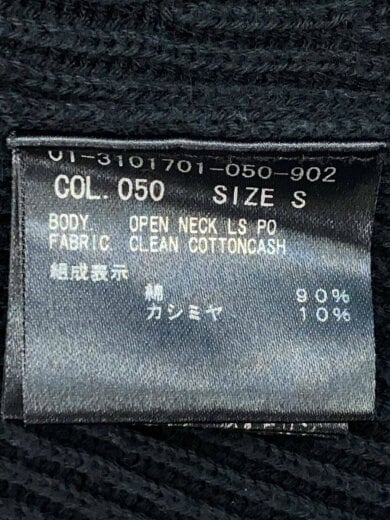 01-3101701-050-902
COL. 050 SIZE S
BODY. OPEN NECK LS PO
FABRIC. CLEAN COTTONCASH
組成表示
綿 90%
カシミヤ 10%